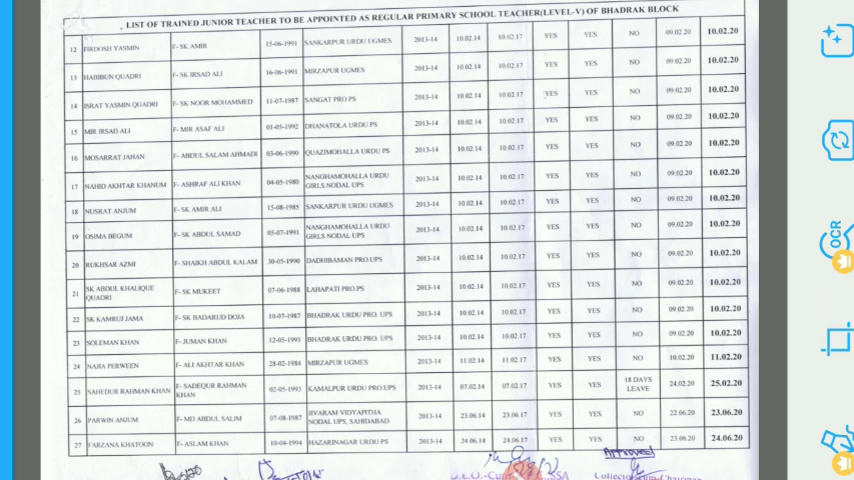 LIST OF TRAINED JUNIOR TEACHER TO BE APPOINTED AS REGULAR PRIMARY SCHOOL TEACHER(LEVEL-V) OF BHADRAK BLOCK
12 FIRDOSH YASMIN F- SK AMIR 15-06-1991 SANKARPUR URDU UGMES 2013-14 10.02.14 10.02.17 YES YES NO 09.02.20 10.02.20
13 HABIBUN QUADRI F- SK IRSAD ALI 16-06-1991 MIRZAPUR UGMES 2013-14 10.02.14 10.02.17 YES YES NO 09.02.20 10.02.20
14 ISRAT YASMIN QUADRI F- SK NOOR MOHAMMED 11-07-1987 SANGAT PRO.PS 2013-14 10.02.14 10.02.17 YES YES NO 09.02.20 10.02.20
15 MIR IRSAD ALI F- MIR ASAF ALI 01-05-1992 DHANATOLA URDU PS 2013-14 10.02.14 10.02.17 YES YES NO 09.02.20 10.02.20
16 MOSARRAT JAHAN F- ABDUL SALAM AHMADI 03-06-1990 QUAZIMOHALLA URDU PS 2013-14 10.02.14 10.02.17 YES YES NO 09.02.20 10.02.20
17 NAHID AKHTAR KHANUM F- ASHRAF ALI KHAN 04-05-1980 NANGHAMOHALLA URDU GIRLS NODAL UPS 2013-14 10.02.14 10.02.17 YES YES NO 09.02.20 10.02.20
18 NUSRAT ANJUM F- SK AMIR ALI 15-08-1985 SANKARPUR URDU UGMES 2013-14 10.02.14 10.02.17 YES YES NO 09.02.20 10.02.20
19 OSIMA BEGUM F- SK ABDUL SAMAD 05-07-1991 NANGHAMOHALLA URDU GIRLS NODAL UPS 2013-14 10.02.14 10.02.17 YES YES NO 09.02.20 10.02.20
20 RUKHSAR AZMI F- SHAIKH ABDUL KALAM 30-05-1990 DADHIBAMAN PRO UPS 2013-14 10.02.14 10.02.17 YES YES NO 09.02.20 10.02.20
21 SK ABDUL KHALIQUE QUADRI F- SK MUKEET 07-06-1988 LAHAPATI PRO.PS 2013-14 10.02.14 10.02.17 YES YES NO 09.02.20 10.02.20
22 SK KAMRUJ JAMA F- SK BADARUD DOJA 10-07-1987 BHADRAK URDU PRO. UPS 2013-14 10.02.14 10.02.17 YES YES NO 09.02.20 10.02.20
23 SOLEMAN KHAN F- JUMAN KHAN 12-05-1993 BHADRAK URDU PRO. UPS 2013-14 10.02.14 10.02.17 YES YES NO 09.02.20 10.02.20
24 NAJIA PERWEEN F- ALI AKHTAR KHAN 28-02-1984 MIRZAPUR UGMES 2013-14 11.02.14 11.02.17 YES YES NO 10.02.20 11.02.20
25 SAHEDUR RAHMAN KHAN F- SADEQUR RAHMAN KHAN 02-05-1993 KAMALPUR URDU PRO UPS 2013-14 07.02.14 07.02.17 YES YES 18 DAYS LEAVE 24.02.20 25.02.20
26 PARWIN ANJUM F- MD ABDUL SALIM 07-08-1987 JIVARAM VIDYAPITHA NODAL UPS, SAHIDABAD 2013-14 23.06.14 23.06.17 YES YES NO 22.06.20 23.06.20
27 FARZANA KHATOON F- ASLAM KHAN 10-04-1994 HAZARINAGAR URDU PS 2013-14 24.06.14 24.06.17 YES YES NO 23.06.20 24.06.20
Approved
OCR